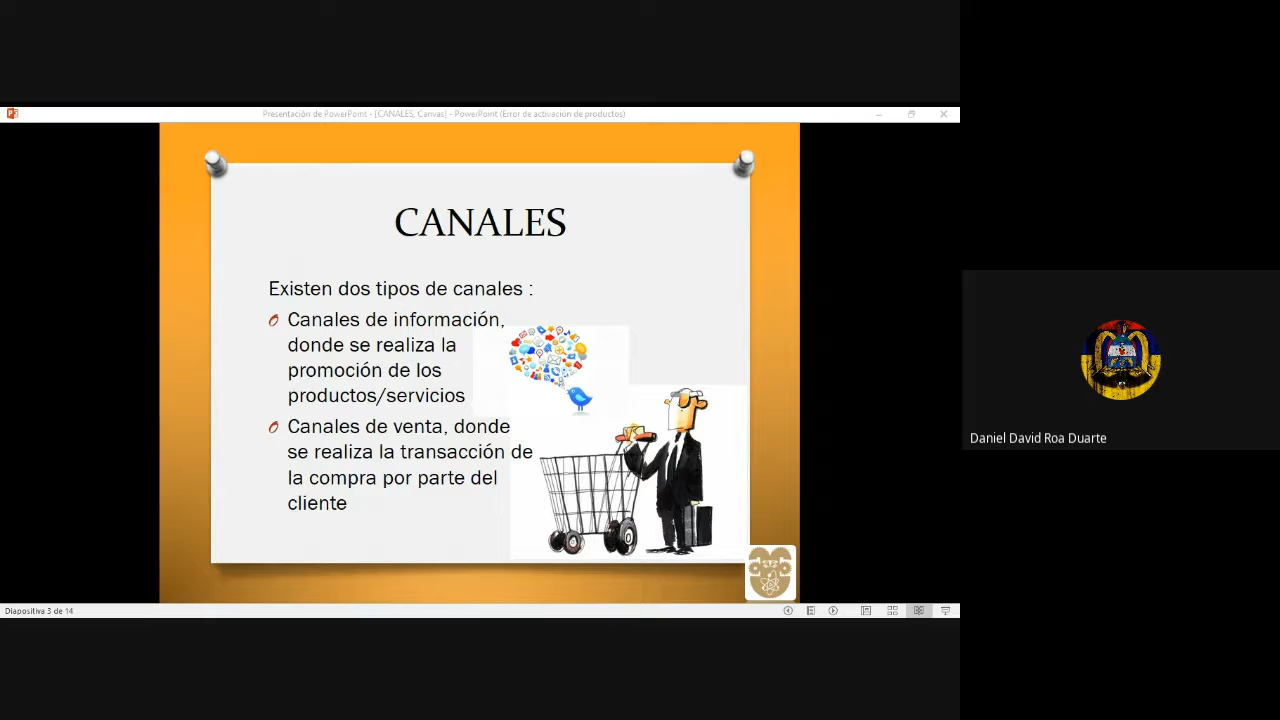 Presentación de PowerPoint - [CANALES, Canvas] - PowerPoint (Error de activación de productos)
CANALES
Existen dos tipos de canales :
Canales de información,
donde se realiza la
promoción de los
productos/servicios
Canales de venta, donde
se realiza la transacción de
la compra por parte del
cliente
Diapositiva 3 de 14
Daniel David Roa Duarte